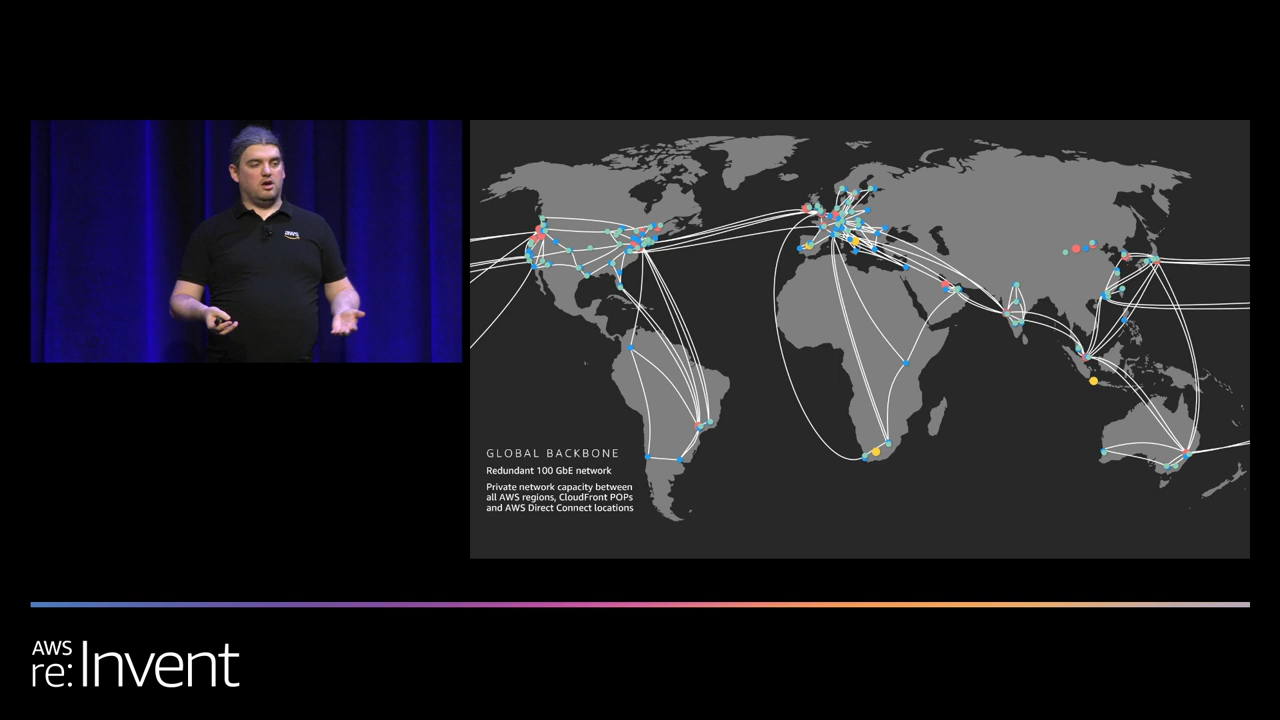 aws
GLOBAL BACKBONE
Redundant 100 GbE network
Private network capacity between
all AWS regions, CloudFront POPs
and AWS Direct Connect locations
AWS
re:Invent